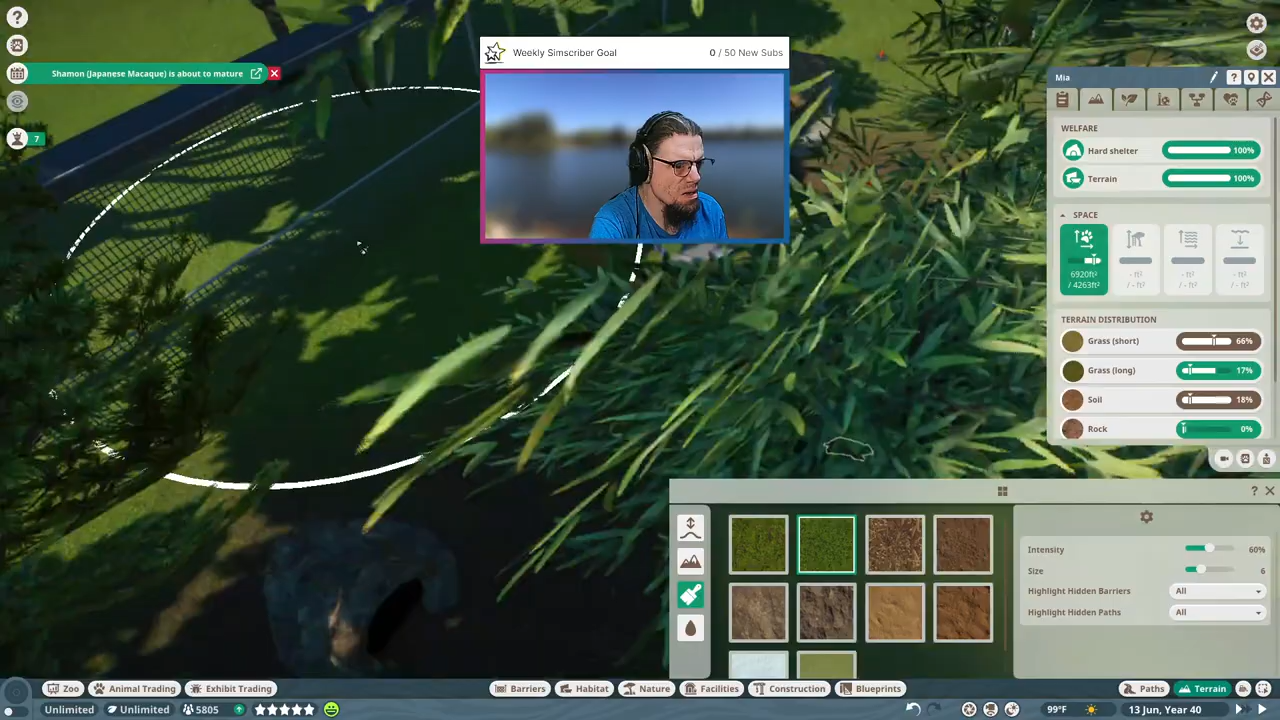 Weekly Simscriber Goal 0 / 50 New Subs
Shamon (Japanese Macaque) is about to mature
7
Mia
WELFARE
Hard shelter 100%
Terrain 100%
SPACE
6920ft² / 4263ft²
- ft² / - ft²
- ft² / - ft²
- ft² / - ft²
TERRAIN DISTRIBUTION
Grass (short) 66%
Grass (long) 17%
Soil 18%
Rock 0%
Intensity 60%
Size 6
Highlight Hidden Barriers All
Highlight Hidden Paths All
Zoo Animal Trading Exhibit Trading Barriers Habitat Nature Facilities Construction Blueprints Paths Terrain
Unlimited Unlimited 5805 99°F 13 Jun, Year 40